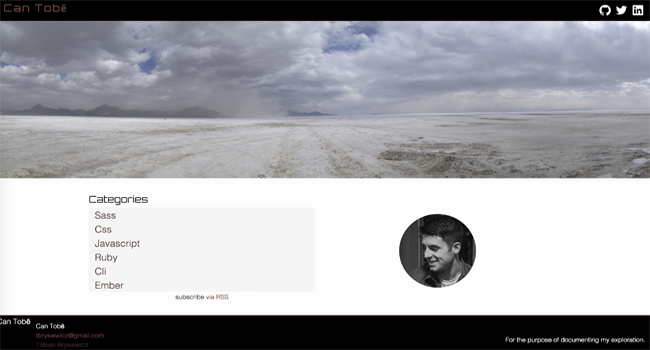 Can Tobē
Categories
Sass
Css
Javascript
Ruby
Cli
Ember
subscribe via RSS
Can Tobē
Can Tobē
tbrysiewicz@gmail.com
Tobias Brysiewicz
For the purpose of documenting my exploration.